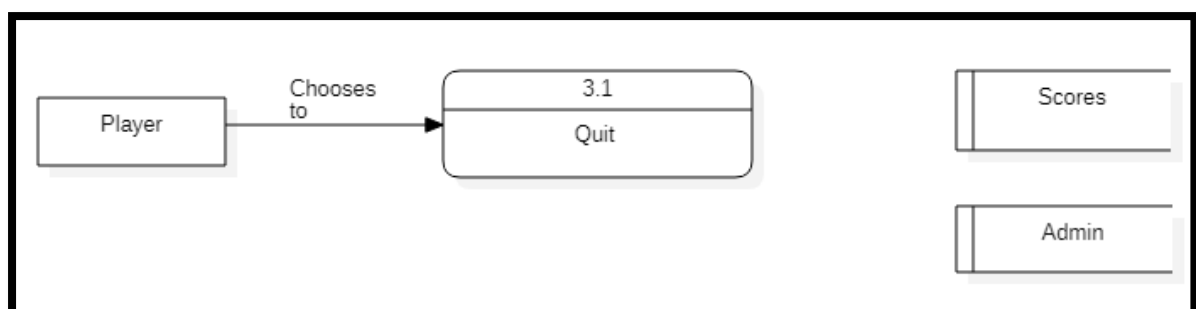 Player
Chooses
to
3.1
Quit
Scores
Admin